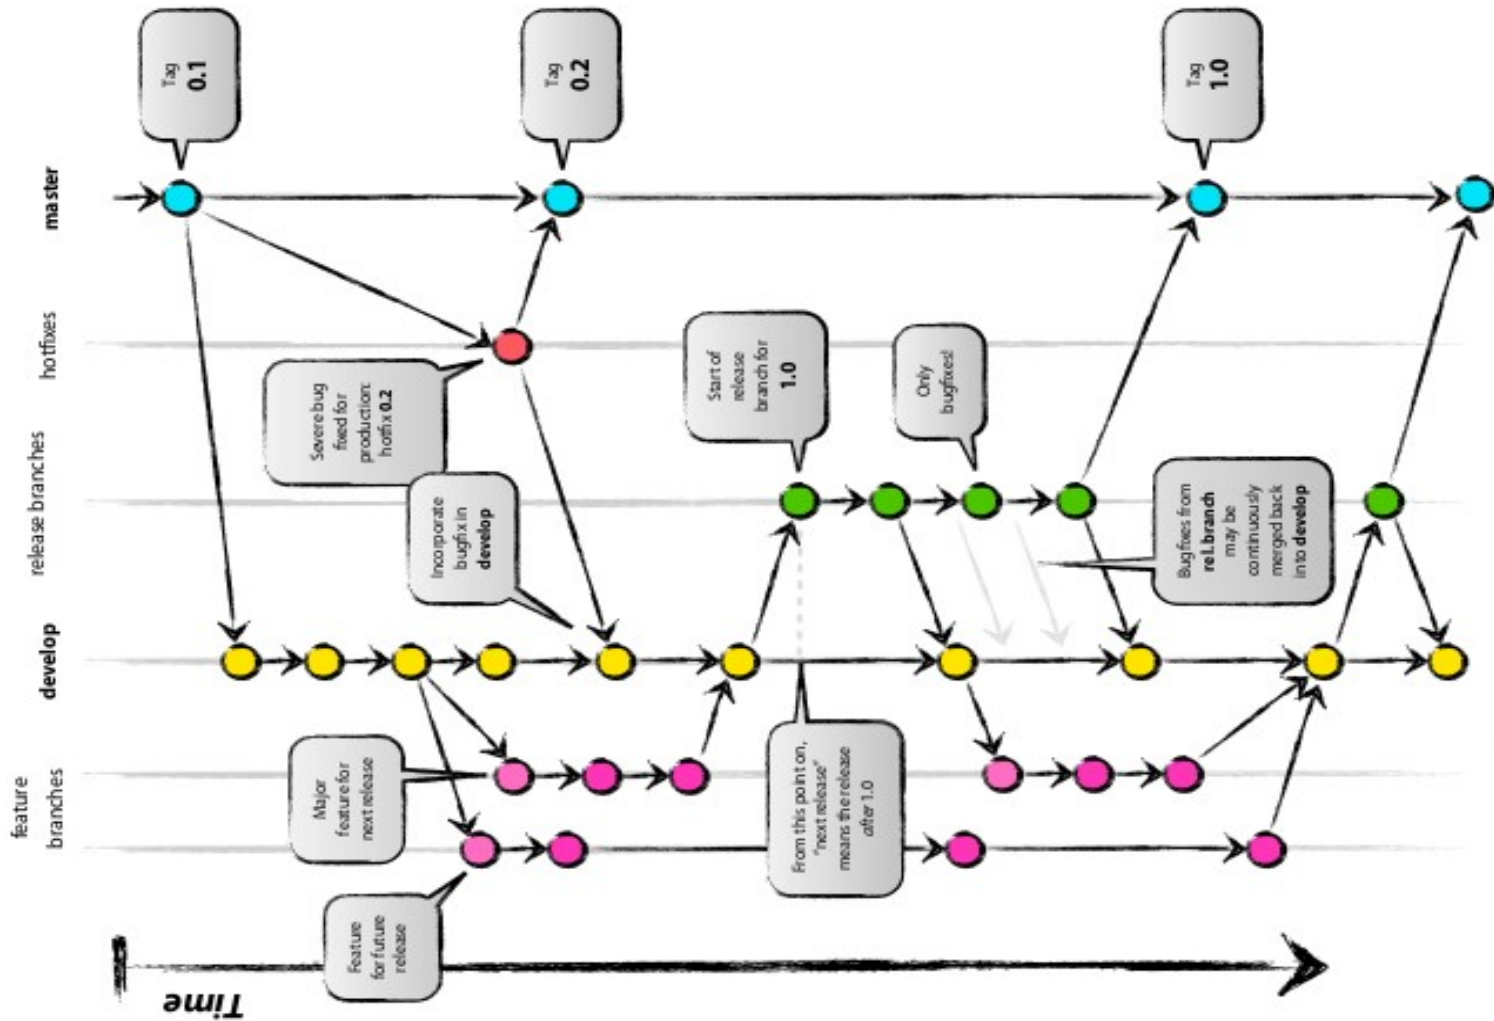 feature
branches
develop
release branches
hotfixes
master
Time
Tag
0.1
Severe bug
fixed for
production:
hotfix 0.2
Tag
0.2
Incorporate
bugfix in
develop
Major
feature for
next release
Feature
for future
release
Start of
release
branch for
1.0
From this point on,
“next release”
means the release
after 1.0
Only
bugfixes!
Bugfixes from
rel. branch
may be
continuously
merged back
into develop
Tag
1.0